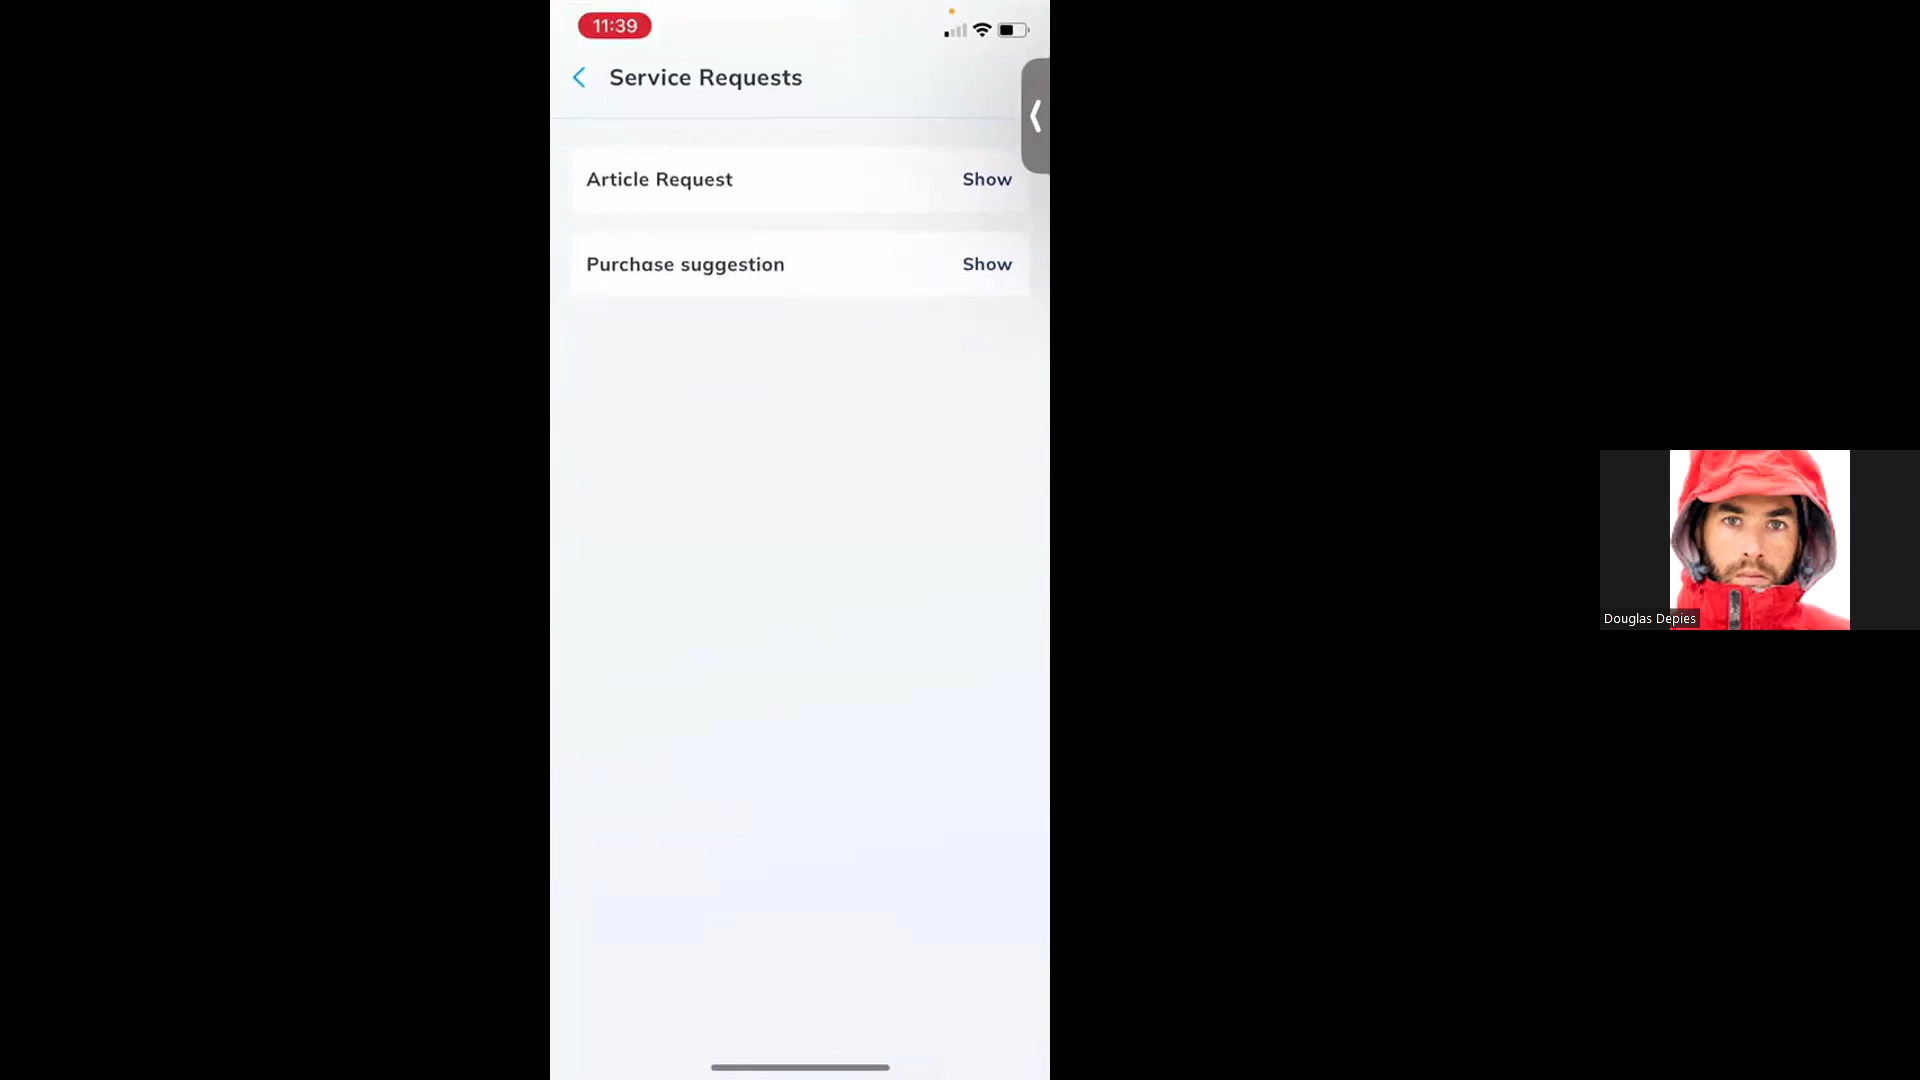 11:39
Service Requests
Article Request Show
Purchase suggestion Show
Douglas Depies